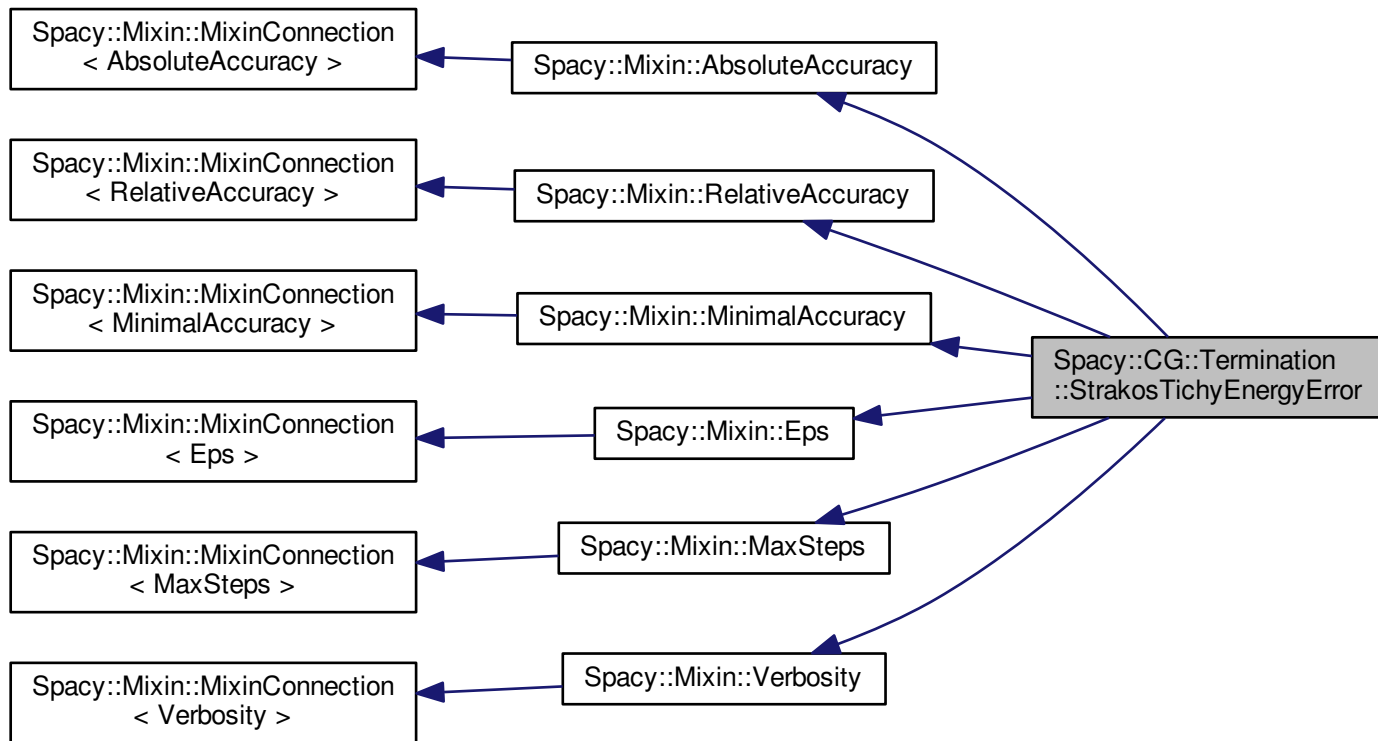 Spacy::Mixin::MixinConnection
< AbsoluteAccuracy >
Spacy::Mixin::AbsoluteAccuracy
Spacy::Mixin::MixinConnection
< RelativeAccuracy >
Spacy::Mixin::RelativeAccuracy
Spacy::Mixin::MixinConnection
< MinimalAccuracy >
Spacy::Mixin::MinimalAccuracy
Spacy::CG::Termination
::StrakosTichyEnergyError
Spacy::Mixin::MixinConnection
< Eps >
Spacy::Mixin::Eps
Spacy::Mixin::MixinConnection
< MaxSteps >
Spacy::Mixin::MaxSteps
Spacy::Mixin::MixinConnection
< Verbosity >
Spacy::Mixin::Verbosity